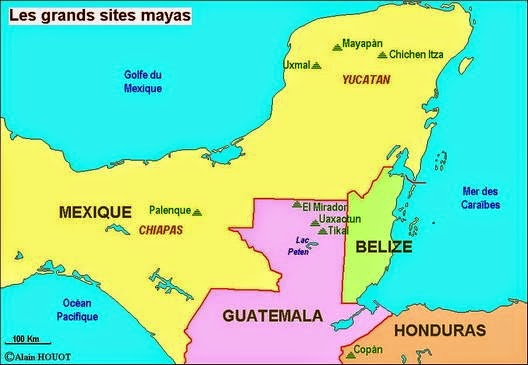 Les grands sites mayas
Mayapàn
Chichen Itza
Uxmal
YUCATAN
Golfe du
Mexique
Mer des
Caraïbes
MEXIQUE
Palenque
CHIAPAS
El Mirador
Uaxactun
Tikal
Lac
Peten
BELIZE
Océan
Pacifique
GUATEMALA
HONDURAS
Copàn
100 Km
©Alain HOUOT